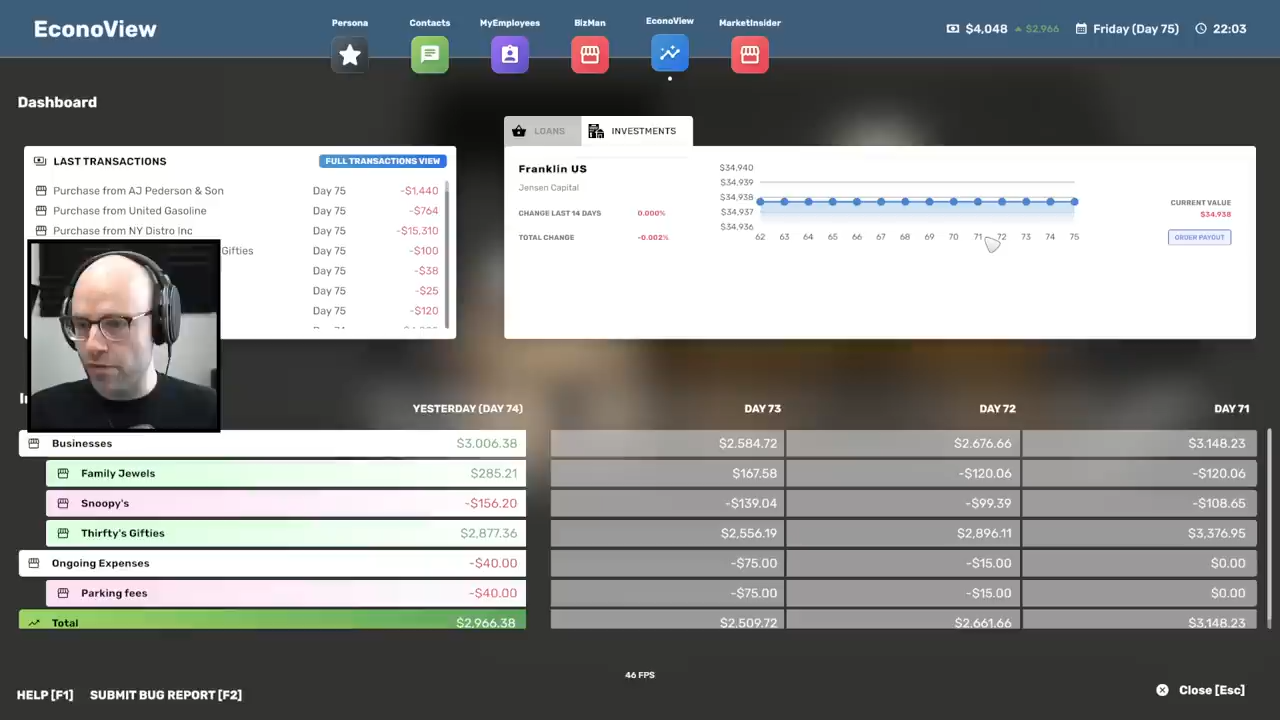 EconoView
Persona
Contacts
MyEmployees
BizMan
EconoView
MarketInsider
$4,048 $2.966 Friday (Day 75) 22:03
Dashboard
LAST TRANSACTIONS FULL TRANSACTIONS VIEW
Purchase from AJ Pederson & Son Day 75 -$1,440
Purchase from United Gasoline Day 75 -$764
Purchase from NY Distro inc Day 75 -$15,310
Gifties Day 75 -$100
Day 75 -$38
Day 75 -$25
Day 75 -$120
LOANS INVESTMENTS
Franklin US
Jensen Capital
CHANGE LAST 14 DAYS 0.000%
TOTAL CHANGE -0.002%
$34,940
$34,939
$34,938
$34,937
$34,936
62 63 64 65 66 67 68 69 70 71 72 73 74 75
CURRENT VALUE
$34,938
ORDER PAYOUT
YESTERDAY (DAY 74) DAY 73 DAY 72 DAY 71
Businesses $3,006.38 $2,584.72 $2,676.66 $3,148.23
Family Jewels $285.21 $167.58 -$120.06 -$120.06
Snoopy's -$156.20 -$139.04 -$99.39 -$108.65
Thirfty's Gifties $2,877.36 $2,556.19 $2,896.11 $3,376.95
Ongoing Expenses -$40.00 -$75.00 -$15.00 $0.00
Parking fees -$40.00 -$75.00 -$15.00 $0.00
Total $2,966.38 $2,509.72 $2,661.66 $3,148.23
46 FPS
HELP [F1] SUBMIT BUG REPORT [F2]
Close [Esc]